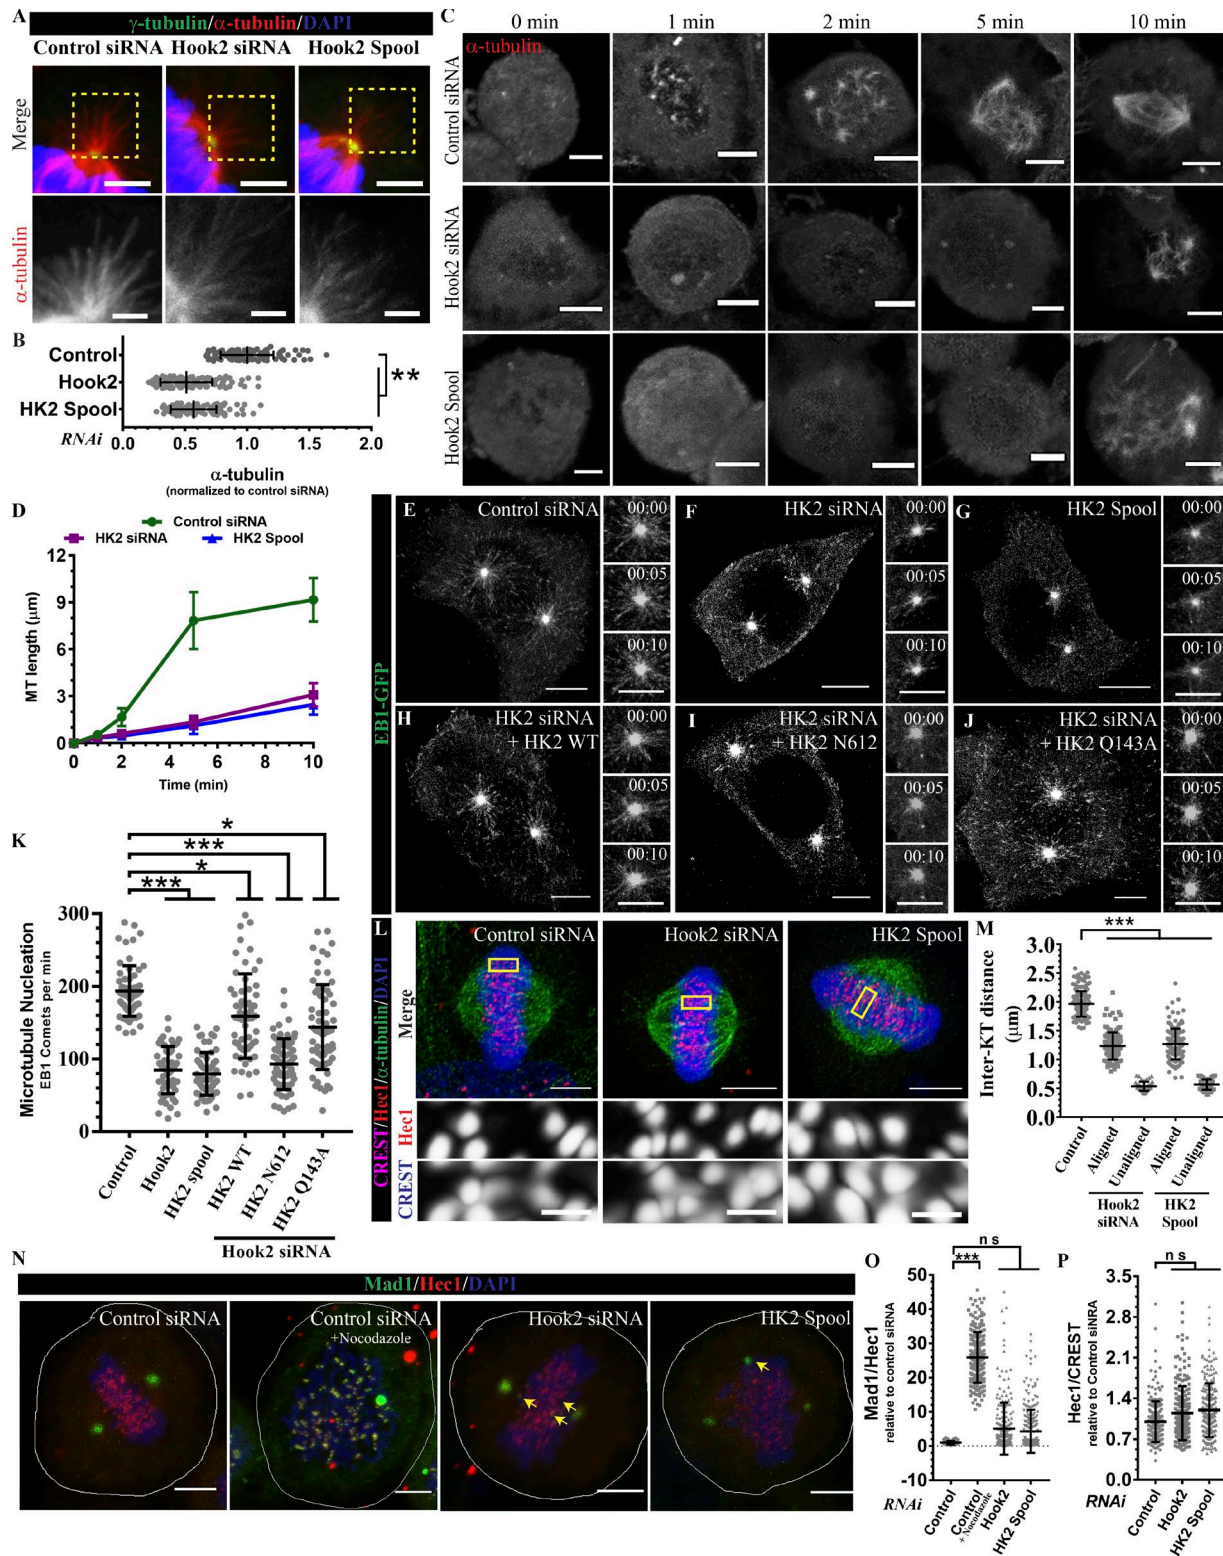 A
γ-tubulin/α-tubulin/DAPI
Control siRNA Hook2 siRNA Hook2 Spool
Merge
α-tubulin
B
Control
Hook2
HK2 Spool
RNAi
0.0 0.5 1.0 1.5 2.0
**
α-tubulin
(normalized to control siRNA)
C
0 min 1 min 2 min 5 min 10 min
α-tubulin
Control siRNA
Hook2 siRNA
Hook2 Spool
D
Control siRNA
HK2 siRNA HK2 Spool
MT length (µm)
12
9
6
3
0
0 2 4 6 8 10
Time (min)
EB1-GFP
E Control siRNA
00:00
00:05
00:10
F HK2 siRNA
00:00
00:05
00:10
G HK2 Spool
00:00
00:05
00:10
H HK2 siRNA
+ HK2 WT
00:00
00:05
00:10
I HK2 siRNA
+ HK2 N612
00:00
00:05
00:10
J HK2 siRNA
+ HK2 Q143A
00:00
00:05
00:10
K
*
***
*
***
Microtubule Nucleation
EB1 Comets per min
300
200
100
0
Control
Hook2
HK2 spool
HK2 WT
HK2 N612
HK2 Q143A
Hook2 siRNA
L
CREST/Hec1/α-tubulin/DAPI
Control siRNA Hook2 siRNA HK2 Spool
Merge
Hec1
CREST
M
***
Inter-KT distance
(µm)
3.0
2.5
2.0
1.5
1.0
0.5
0.0
Control
Aligned
Unaligned
Aligned
Unaligned
Hook2
siRNA
HK2
Spool
N
Mad1/Hec1/DAPI
Control siRNA
Control siRNA
+Nocodazole
Hook2 siRNA
HK2 Spool
O
n s
***
Mad1/Hec1
relative to Control siRNA
50
40
30
20
10
0
-10
RNAi
Control
Control
+ Nocodazole
Hook2
HK2 Spool
P
n s
Hec1/CREST
relative to Control siNRA
3.5
2.8
2.1
1.4
0.7
0.0
RNAi
Control
Hook2
HK2 Spool